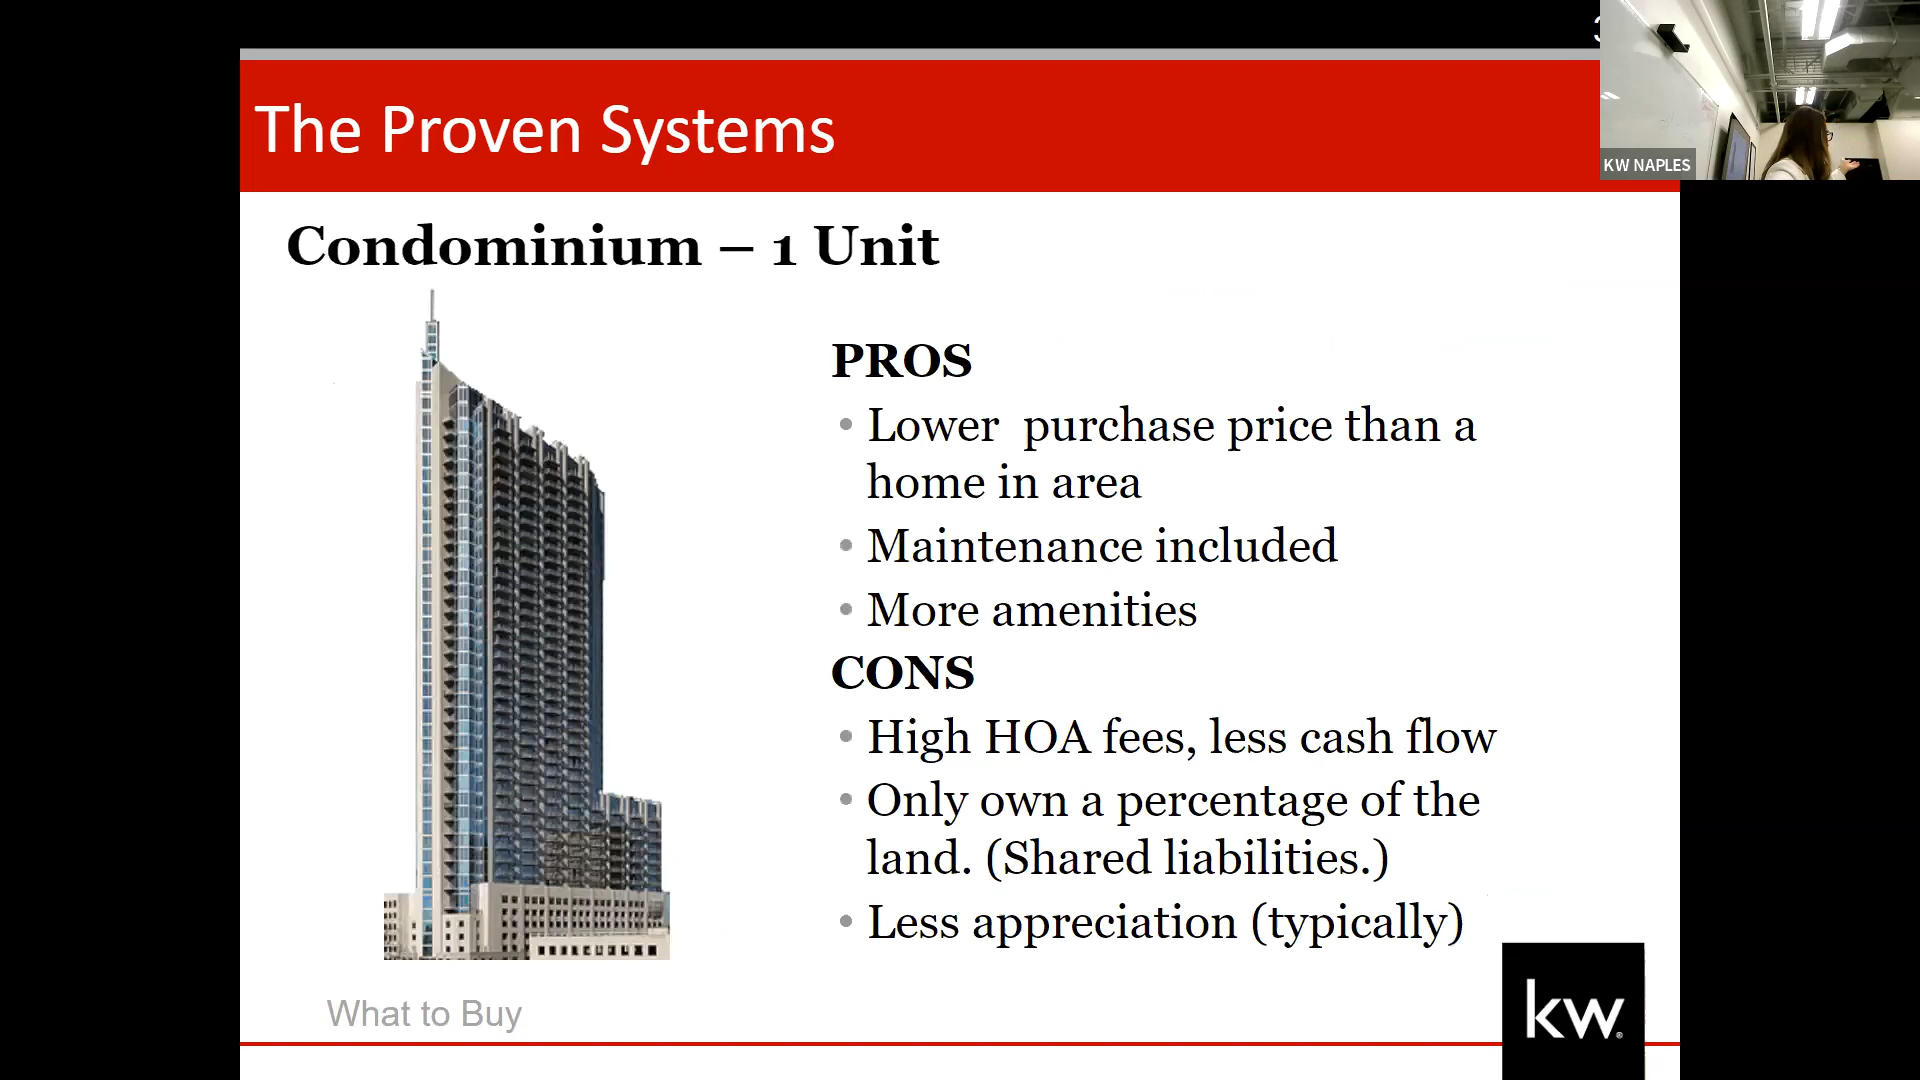 The Proven Systems
KW NAPLES
Condominium – 1 Unit
PROS
• Lower  purchase price than a
home in area
• Maintenance included
• More amenities
CONS
• High HOA fees, less cash flow
• Only own a percentage of the
land. (Shared liabilities.)
• Less appreciation (typically)
What to Buy
kw®